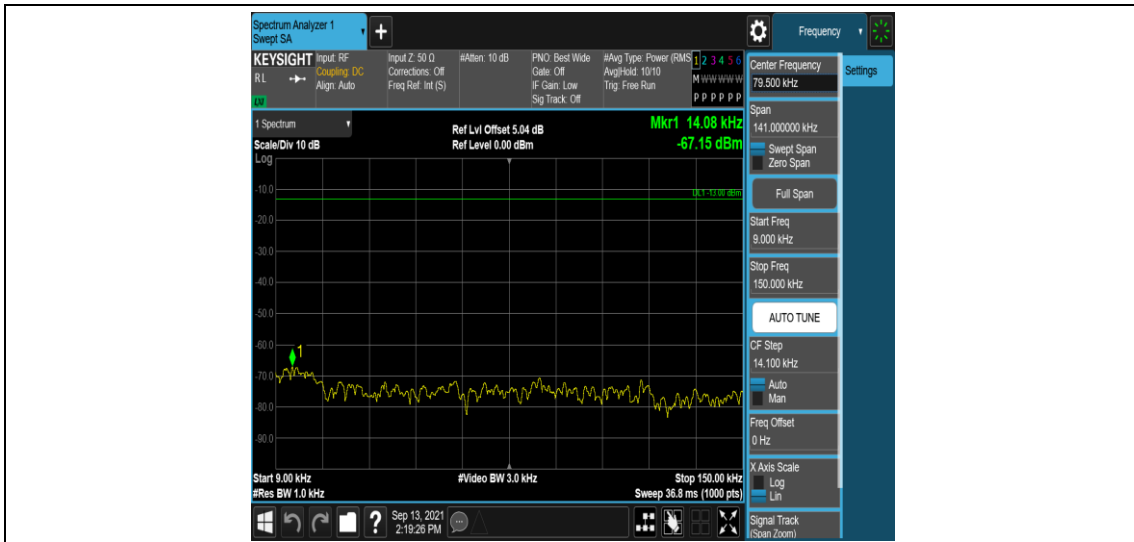 Spectrum Analyzer 1
Swept SA
+
Frequency
KEYSIGHT Input: RF Input Z: 50 Ω #Atten: 10 dB PNO: Best Wide #Avg Type: Power (RMS 1 2 3 4 5 6
RL Coupling: DC Corrections: Off Gate: Off Avg|Hold: 10/10 M W W W W W
Align: Auto Freq Ref: Int (S) IF Gain: Low Trig: Free Run
LXI Sig Track: Off P P P P P P
1 Spectrum
Ref Lvl Offset 5.04 dB
Mkr1 14.08 kHz
Scale/Div 10 dB
Ref Level 0.00 dBm
-67.15 dBm
Log
-10.0
DL1 -13.00 dBm
-20.0
-30.0
-40.0
-50.0
-60.0
1
-70.0
-80.0
-90.0
Start 9.00 kHz
#Video BW 3.0 kHz
Stop 150.00 kHz
#Res BW 1.0 kHz
Sweep 36.8 ms (1000 pts)
?
Sep 13, 2021
2:19:26 PM
Center Frequency
79.500 kHz
Settings
Span
141.000000 kHz
Swept Span
Zero Span
Full Span
Start Freq
9.000 kHz
Stop Freq
150.000 kHz
AUTO TUNE
CF Step
14.100 kHz
Auto
Man
Freq Offset
0 Hz
X Axis Scale
Log
Lin
Signal Track
(Span Zoom)